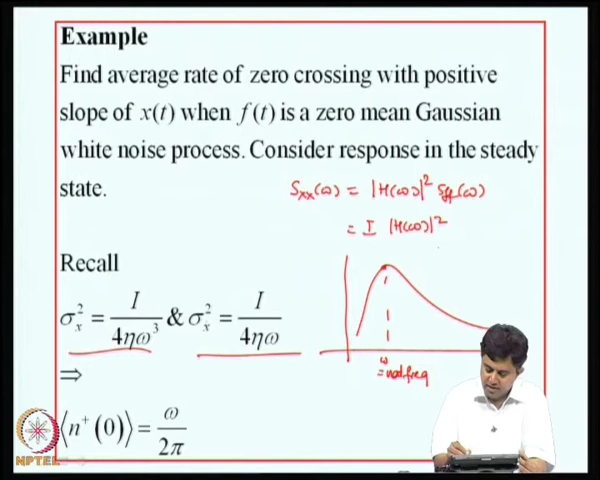 Example
Find average rate of zero crossing with positive
slope of x(t) when f(t) is a zero mean Gaussian
white noise process. Consider response in the steady
state.
Sxx(ω) = |H(ω)|² Sff(ω)
= I |H(ω)|²
Recall
σₓ² = I / 4ηω³ & σₓ² = I / 4ηω
⇒
ω
= nat freq
⟨n⁺(0)⟩ = ω / 2π
NPTEL